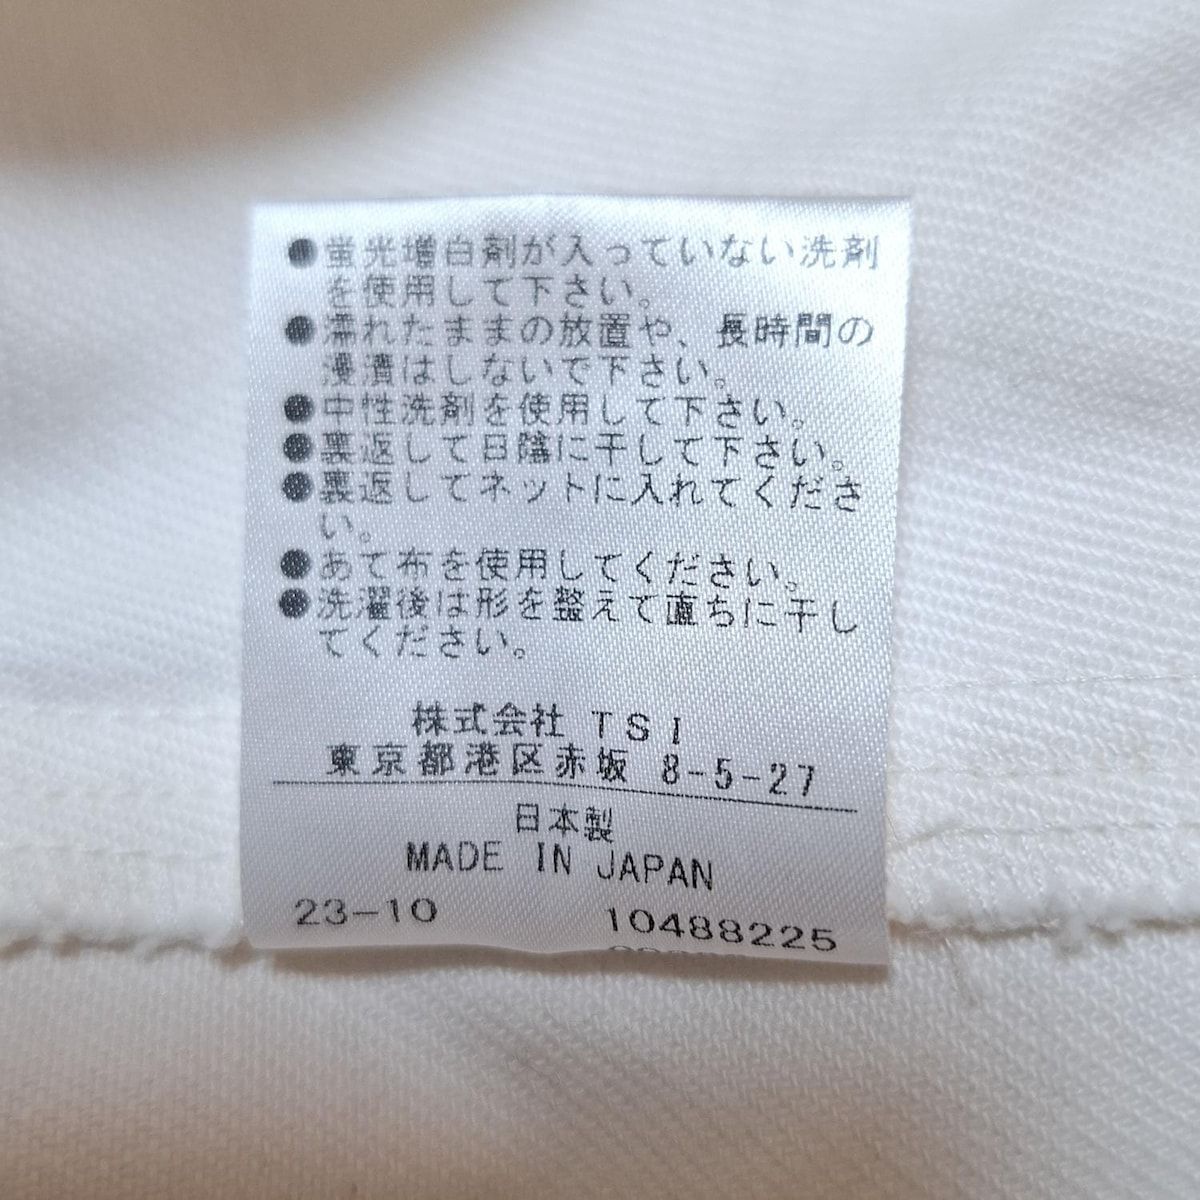 ●蛍光増白剤が入っていない洗剤
を使用して下さい。
●濡れたままの放置や、長時間の
浸漬はしないで下さい。
●中性洗剤を使用して下さい。
●裏返して日陰に干して下さい。
●裏返してネットに入れてくださ
い。
●あて布を使用してください。
●洗濯後は形を整えて直ちに干し
てください。
株式会社 TSI
東京都港区赤坂 8-5-27
日本製
MADE IN JAPAN
23-10 10488225